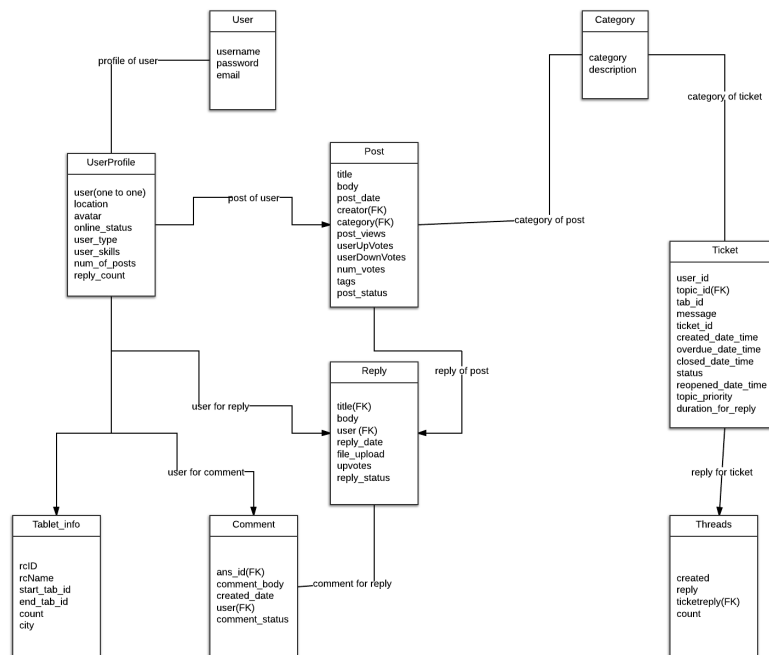 User
username
password
email
Category
category
description
profile of user
category of ticket
UserProfile
user(one to one)
location
avatar
online_status
user_type
user_skills
num_of_posts
reply_count
post of user
Post
title
body
post_date
creator(FK)
category(FK)
post_views
userUpVotes
userDownVotes
num_votes
tags
post_status
category of post
Ticket
user_id
topic_id(FK)
tab_id
message
ticket_id
created_date_time
overdue_date_time
closed_date_time
status
reopened_date_time
topic_priority
duration_for_reply
Reply
title(FK)
body
user (FK)
reply_date
file_upload
upvotes
reply_status
reply of post
user for reply
user for comment
reply for ticket
Tablet_info
rcID
rcName
start_tab_id
end_tab_id
count
city
Comment
ans_id(FK)
comment_body
created_date
user(FK)
comment_status
comment for reply
Threads
created
reply
ticketreply(FK)
count